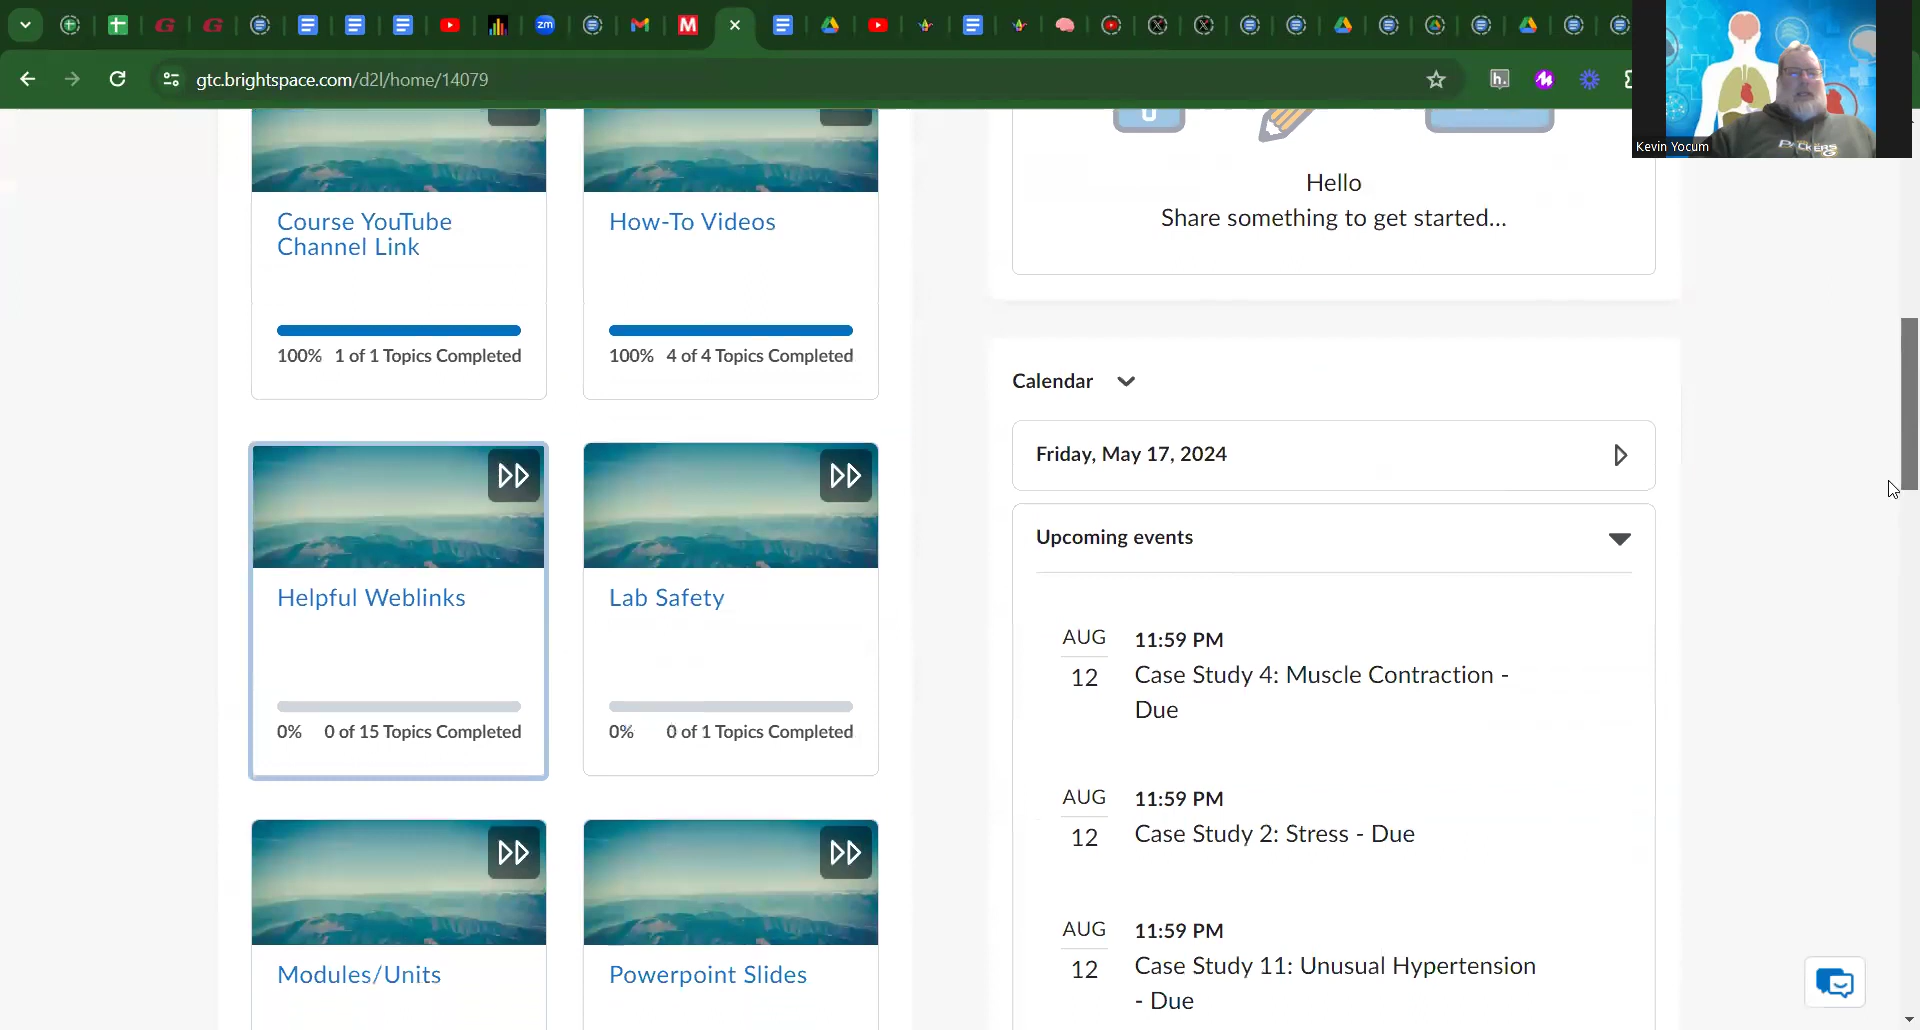 gtc.brightspace.com/d2l/home/14079
Kevin Yocum
PACKERS
Hello
Share something to get started...
Course YouTube
Channel Link
100% 1 of 1 Topics Completed
How-To Videos
100% 4 of 4 Topics Completed
Helpful Weblinks
0% 0 of 15 Topics Completed
Lab Safety
0% 0 of 1 Topics Completed
Modules/Units
Powerpoint Slides
Calendar
Friday, May 17, 2024
Upcoming events
AUG
12
11:59 PM
Case Study 4: Muscle Contraction -
Due
AUG
12
11:59 PM
Case Study 2: Stress - Due
AUG
12
11:59 PM
Case Study 11: Unusual Hypertension
- Due